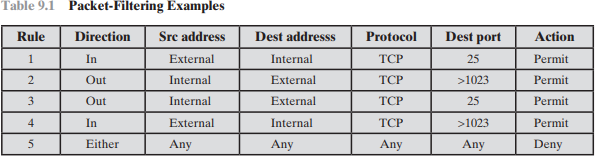 Table 9.1 Packet-Filtering Examples
Rule Direction Src address Dest addresss Protocol Dest port Action
1 In External Internal TCP 25 Permit
2 Out Internal External TCP >1023 Permit
3 Out Internal External TCP 25 Permit
4 In External Internal TCP >1023 Permit
5 Either Any Any Any Any Deny